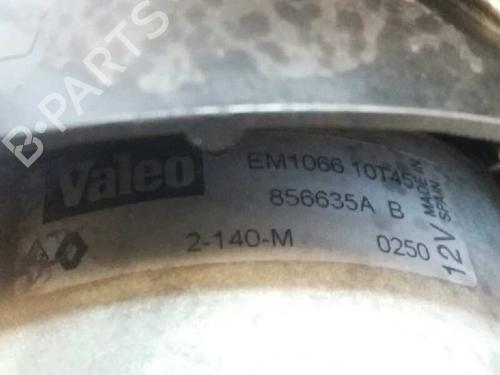 B-PARTS
Valeo
EM1066 10T45
856635A B
2-140-M
0250
12V
MADE IN
SPAIN